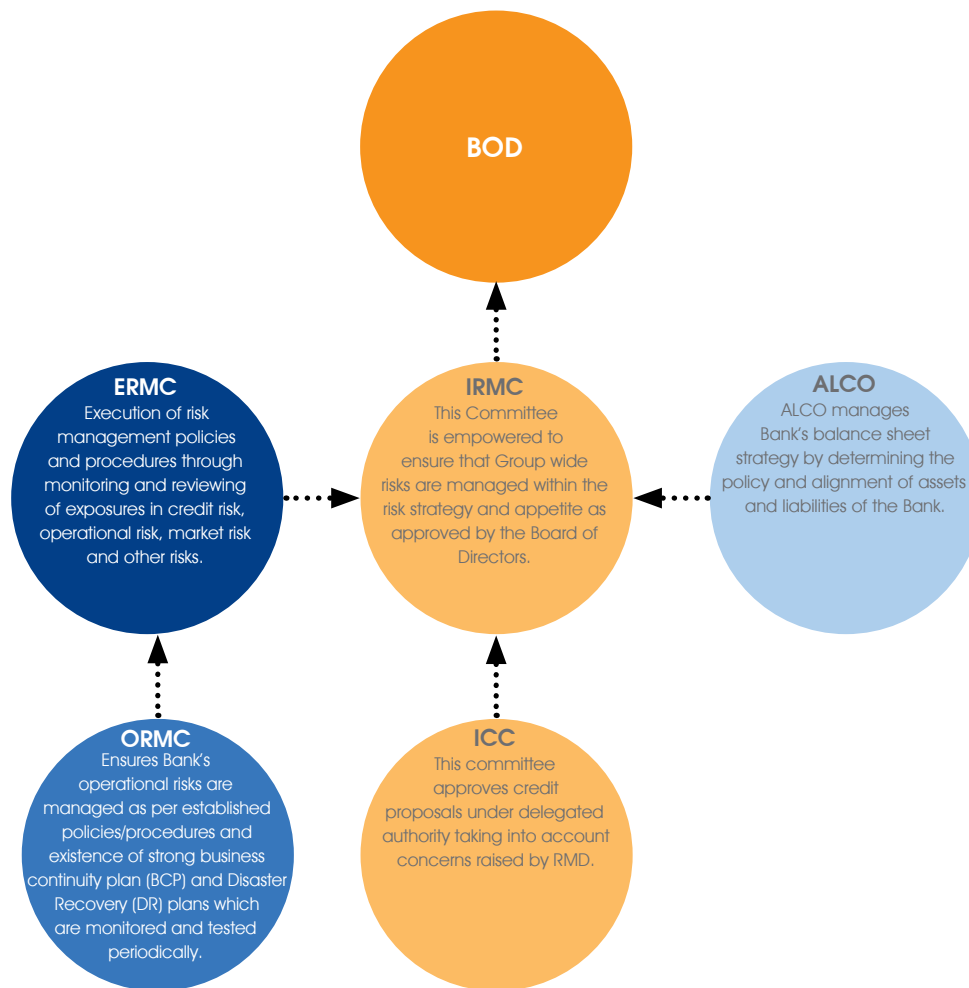 BOD
ERMC
Execution of risk
management policies
and procedures through
monitoring and reviewing
of exposures in credit risk,
operational risk, market risk
and other risks.
IRMC
This Committee
is empowered to
ensure that Group wide
risks are managed within the
risk strategy and appetite as
approved by the Board of
Directors.
ALCO
ALCO manages
Bank's balance sheet
strategy by determining the
policy and alignment of assets
and liabilities of the Bank.
ORMC
Ensures Bank's
operational risks are
managed as per established
policies/procedures and
existence of strong business
continuity plan (BCP) and Disaster
Recovery (DR) plans which
are monitored and tested
periodically.
ICC
This committee
approves credit
proposals under delegated
authority taking into account
concerns raised by RMD.